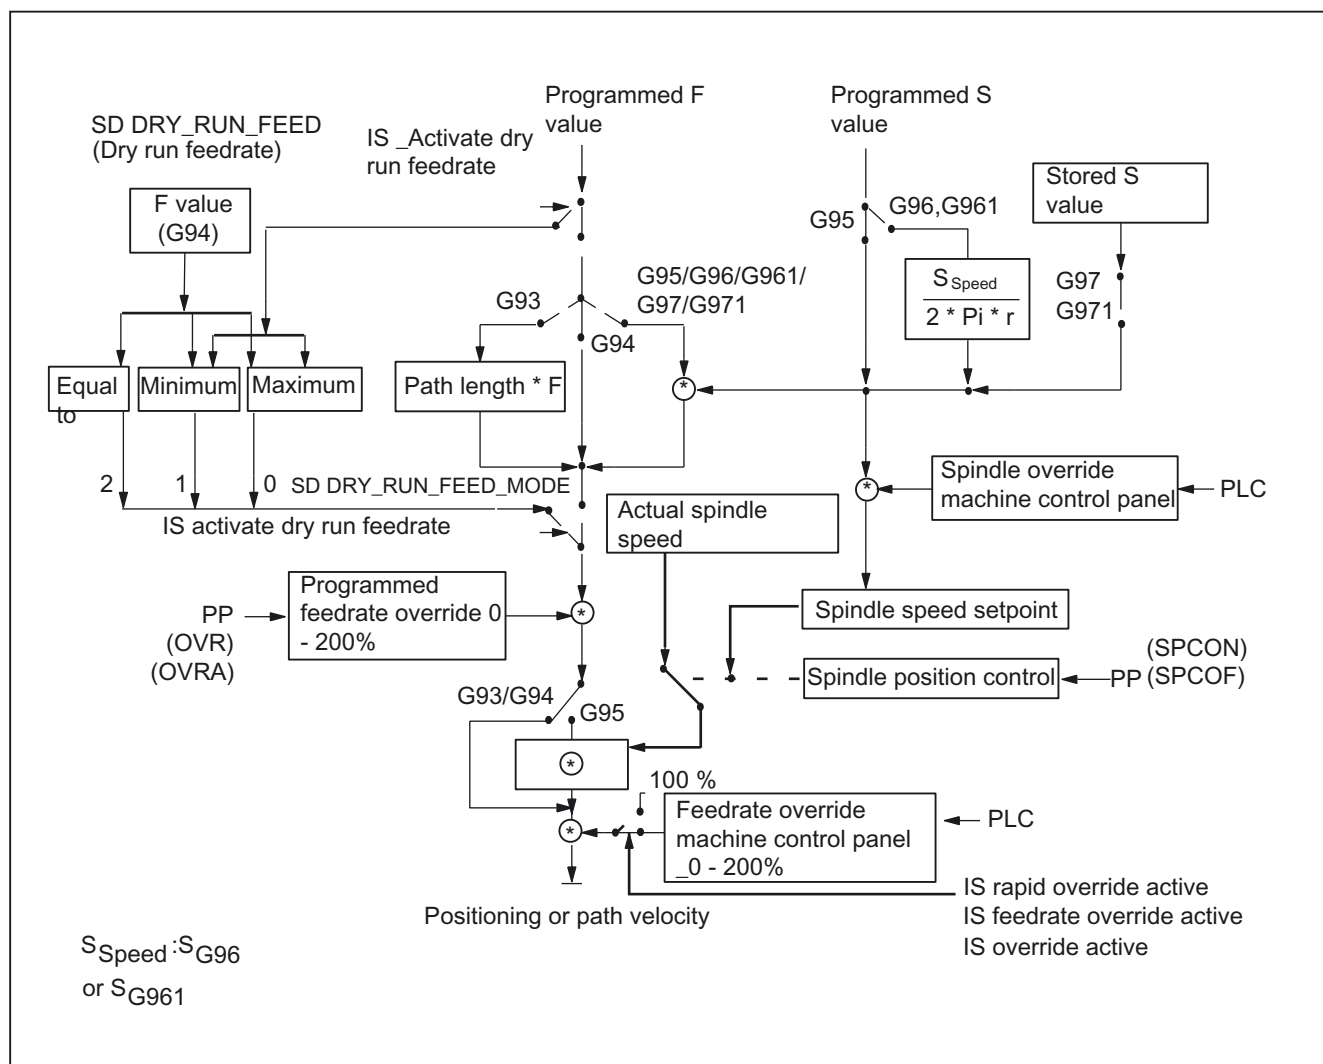 Programmed F
value
Programmed S
value
SD DRY_RUN_FEED
(Dry run feedrate)
IS _Activate dry
run feedrate
F value
(G94)
Stored S
value
G95
G96,G961
G93
G94
G95/G96/G961/
G97/G971
S Speed
2 * Pi * r
G97
G971
Equal
to
Minimum
Maximum
Path length * F
*
2
1
0
SD DRY_RUN_FEED_MODE
IS activate dry run feedrate
Actual spindle
speed
*
Spindle override
machine control panel
PLC
PP
(OVR)
(OVRA)
Programmed
feedrate override 0
- 200%
*
Spindle speed setpoint
Spindle position control
PP
(SPCON)
(SPCOF)
G93/G94
G95
*
100 %
*
Feedrate override
machine control panel
_0 - 200%
PLC
IS rapid override active
IS feedrate override active
IS override active
Positioning or path velocity
SSpeed :SG96
or SG961